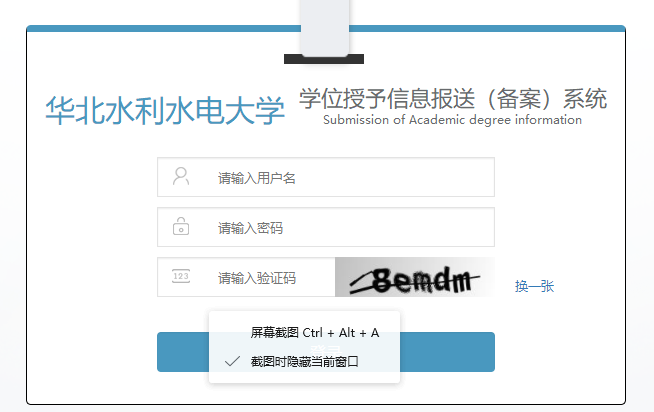 华北水利水电大学
学位授予信息报送（备案）系统
Submission of Academic degree information
请输入用户名
请输入密码
123
请输入验证码
8emdm
换一张
屏幕截图 Ctrl + Alt + A
截图时隐藏当前窗口